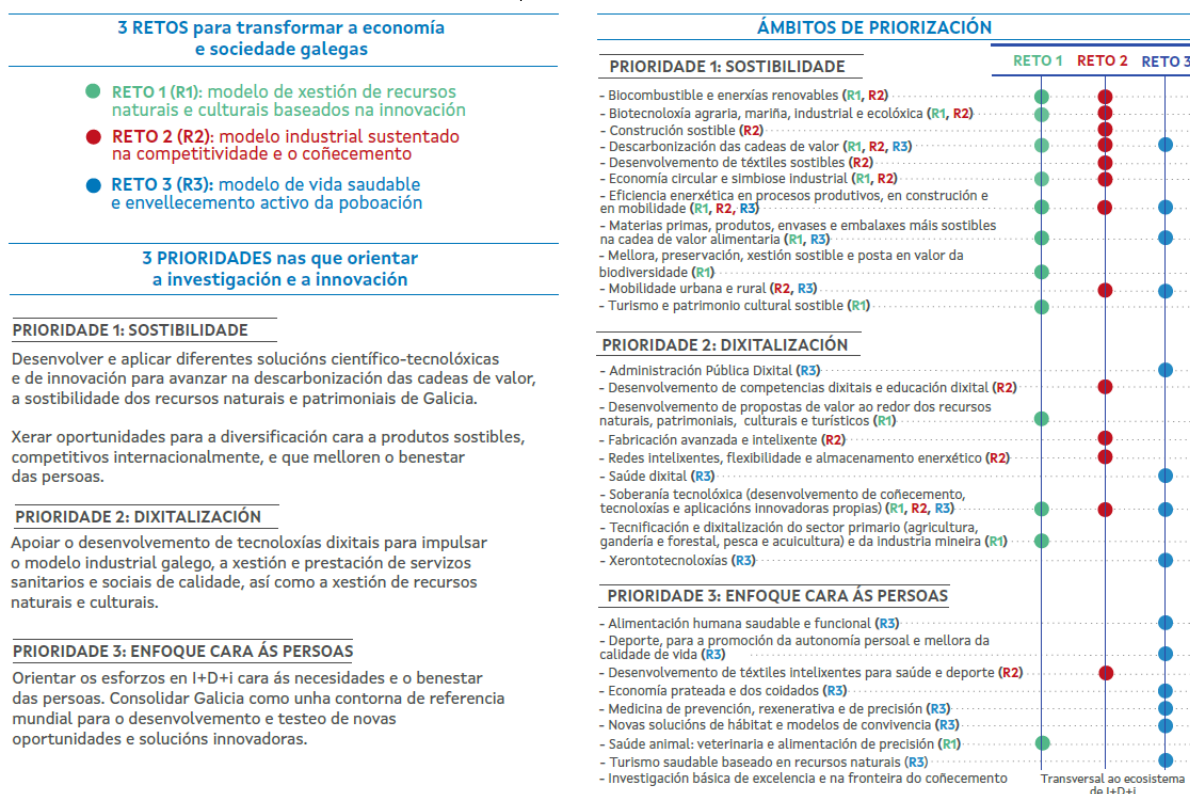 3 RETOS para transformar a economía
e sociedade galegas
RETO 1 (R1): modelo de xestión de recursos
naturais e culturais baseados na innovación
RETO 2 (R2): modelo industrial sustentado
na competitividade e o coñecemento
RETO 3 (R3): modelo de vida saudable
e envellecemento activo da poboación
3 PRIORIDADES nas que orientar
a investigación e a innovación
PRIORIDADE 1: SOSTIBILIDADE
Desenvolver e aplicar diferentes solucións científico-tecnolóxicas
e de innovación para avanzar na descarbonización das cadeas de valor,
a sostibilidade dos recursos naturais e patrimoniais de Galicia.
Xerar oportunidades para a diversificación cara a produtos sostibles,
competitivos internacionalmente, e que melloren o benestar
das persoas.
PRIORIDADE 2: DIXITALIZACIÓN
Apoiar o desenvolvemento de tecnoloxías dixitais para impulsar
o modelo industrial galego, a xestión e prestación de servizos
sanitarios e sociais de calidade, así como a xestión de recursos
naturais e culturais.
PRIORIDADE 3: ENFOQUE CARA ÁS PERSOAS
Orientar os esforzos en I+D+i cara ás necesidades e o benestar
das persoas. Consolidar Galicia como unha contorna de referencia
mundial para o desenvolvemento e testeo de novas
oportunidades e solucións innovadoras.
ÁMBITOS DE PRIORIZACIÓN
RETO 1 RETO 2 RETO 3
PRIORIDADE 1: SOSTIBILIDADE
- Biocombustible e enerxías renovables (R1, R2)
- Biotecnoloxía agraria, mariña, industrial e ecolóxica (R1, R2)
- Construción sostible (R2)
- Descarbonización das cadeas de valor (R1, R2, R3)
- Desenvolvemento de téxtiles sostibles (R2)
- Economía circular e simbiose industrial (R1, R2)
- Eficiencia enerxética en procesos produtivos, en construción e
en mobilidade (R1, R2, R3)
- Materias primas, produtos, envases e embalaxes máis sostibles
na cadea de valor alimentaria (R1, R3)
- Mellora, preservación, xestión sostible e posta en valor da
biodiversidade (R1)
- Mobilidade urbana e rural (R2, R3)
- Turismo e patrimonio cultural sostible (R1)
PRIORIDADE 2: DIXITALIZACIÓN
- Administración Pública Dixital (R3)
- Desenvolvemento de competencias dixitais e educación dixital (R2)
- Desenvolvemento de propostas de valor ao redor dos recursos
naturais, patrimoniais, culturais e turísticos (R1)
- Fabricación avanzada e intelixente (R2)
- Redes intelixentes, flexibilidade e almacenamento enerxético (R2)
- Saúde dixital (R3)
- Soberanía tecnolóxica (desenvolvemento de coñecemento,
tecnoloxías e aplicacións innovadoras propias) (R1, R2, R3)
- Tecnificación e dixitalización do sector primario (agricultura,
gandería e forestal, pesca e acuicultura) e da industria mineira (R1)
- Xerontotecnoloxías (R3)
PRIORIDADE 3: ENFOQUE CARA ÁS PERSOAS
- Alimentación humana saudable e funcional (R3)
- Deporte, para a promoción da autonomía persoal e mellora da
calidade de vida (R3)
- Desenvolvemento de téxtiles intelixentes para saúde e deporte (R2)
- Economía prateada e dos coidados (R3)
- Medicina de prevención, rexenerativa e de precisión (R3)
- Novas solucións de hábitat e modelos de convivencia (R3)
- Saúde animal: veterinaria e alimentación de precisión (R1)
- Turismo saudable baseado en recursos naturais (R3)
- Investigación básica de excelencia e na fronteira do coñecemento
Transversal ao ecosistema
de I+D+i